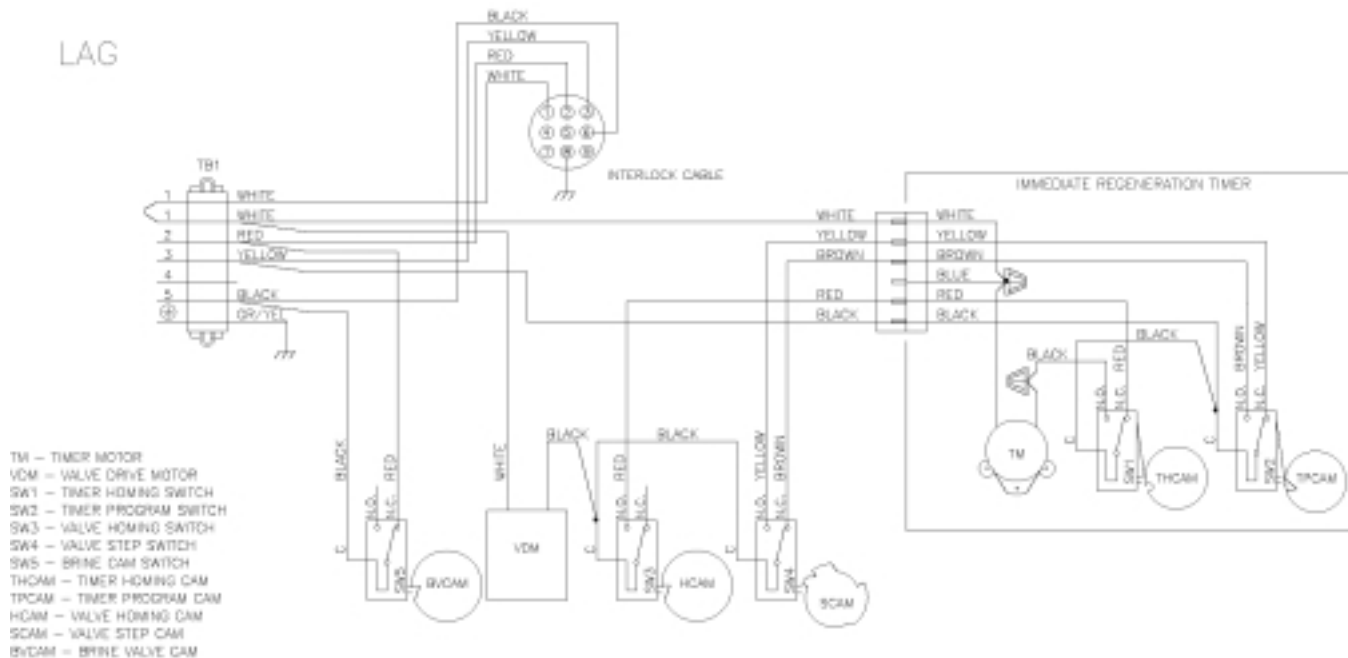 LAG
BLACK
YELLOW
RED
WHITE
1 2 3
4 5 6
7 8 9
INTERLOCK CABLE
TB1
1 WHITE
1 WHITE
2 RED
3 YELLOW
4
5 BLACK
GR/YEL
IMMEDIATE REGENERATION TIMER
WHITE WHITE
YELLOW YELLOW
BROWN BROWN
BLUE
RED RED
BLACK BLACK
BLACK
BLACK
N.O.
N.C. RED
N.O. BROWN
N.C. YELLOW
C
SW1
C
SW2
TM
THCAM
TPCAM
BLACK
N.O.
N.C. RED
C
SW5
BVCAM
WHITE
VDM
BLACK
BLACK
N.O. RED
N.C.
C
SW3
HCAM
N.O. YELLOW
N.C. BROWN
C
SW4
SCAM
TM – TIMER MOTOR
VDM – VALVE DRIVE MOTOR
SW1 – TIMER HOMING SWITCH
SW2 – TIMER PROGRAM SWITCH
SW3 – VALVE HOMING SWITCH
SW4 – VALVE STEP SWITCH
SW5 – BRINE CAM SWITCH
THCAM – TIMER HOMING CAM
TPCAM – TIMER PROGRAM CAM
HCAM – VALVE HOMING CAM
SCAM – VALVE STEP CAM
BVCAM – BRINE VALVE CAM